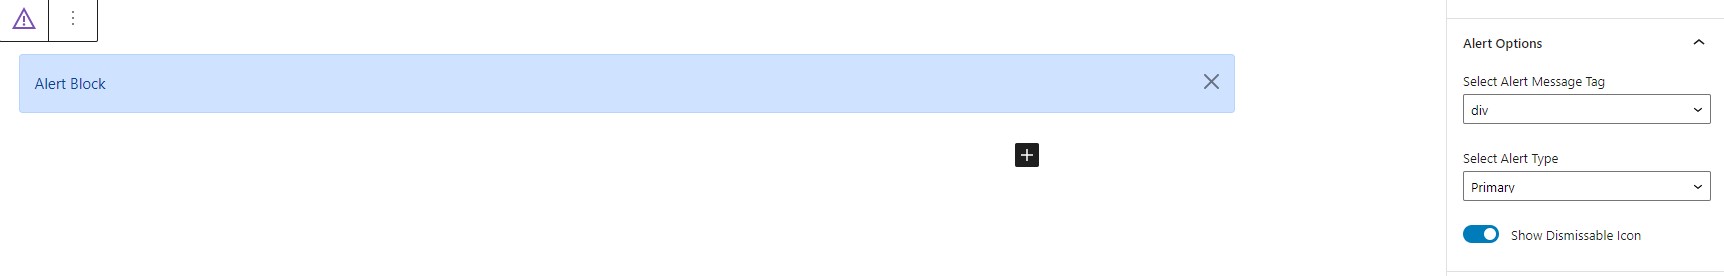 Alert Block
Alert Options
Select Alert Message Tag
div
Select Alert Type
Primary
Show Dismissable Icon